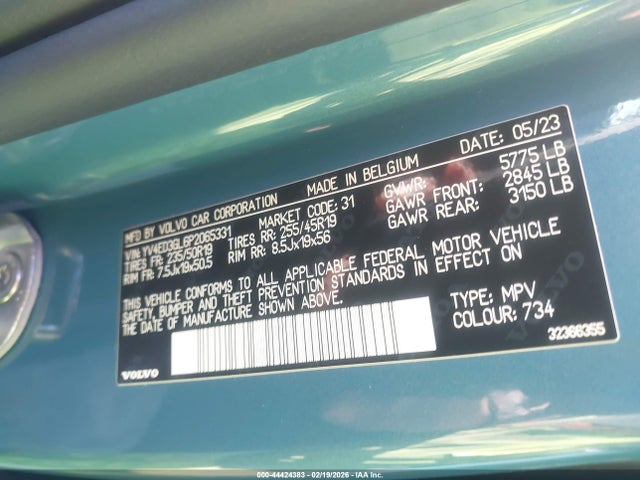 MFD BY VOLVO CAR CORPORATION MADE IN BELGIUM DATE: 05/23
VIN: YV4ED3GL6P2065331 MARKET CODE: 31 GVWR: 5775 LB
TIRES FR: 235/50R19 TIRES RR: 255/45R19 GAWR FRONT: 2845 LB
RIM FR: 7.5Jx19x50.5 RIM RR: 8.5Jx19x56 GAWR REAR: 3150 LB
THIS VEHICLE CONFORMS TO ALL APPLICABLE FEDERAL MOTOR VEHICLE
SAFETY, BUMPER AND THEFT PREVENTION STANDARDS IN EFFECT ON
THE DATE OF MANUFACTURE SHOWN ABOVE.
TYPE: MPV
COLOUR: 734
VOLVO
32366355
000-44424383 - 02/19/2026 - IAA Inc.